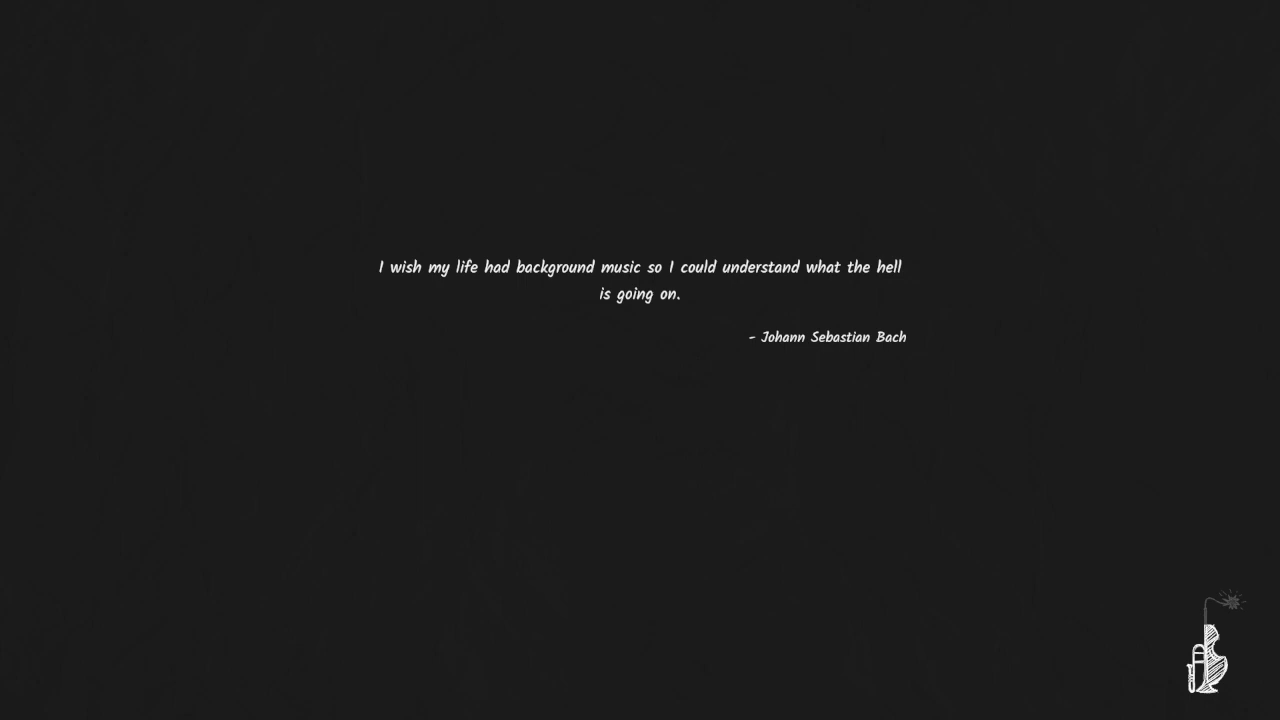 I wish my life had background music so I could understand what the hell
is going on.
- Johann Sebastian Bach